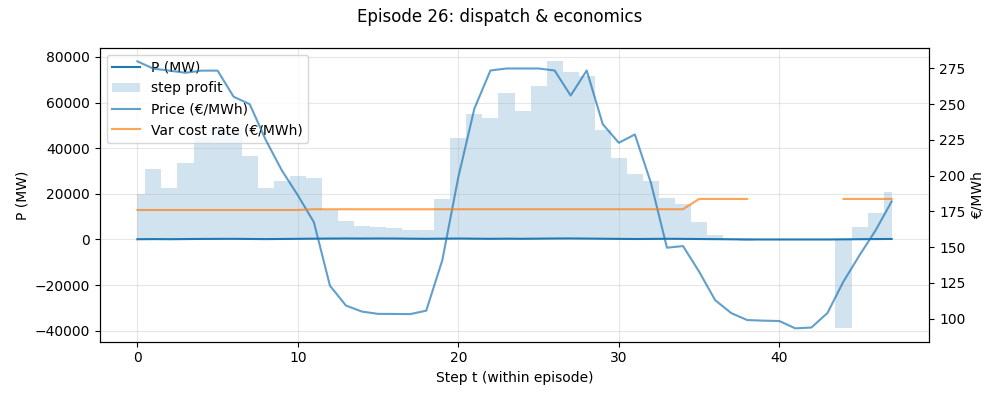 Episode 26: dispatch & economics
P (MW)
step profit
Price (€/MWh)
Var cost rate (€/MWh)
80000
60000
40000
20000
0
−20000
−40000
P (MW)
275
250
225
200
175
150
125
100
€/MWh
0
10
20
30
40
Step t (within episode)